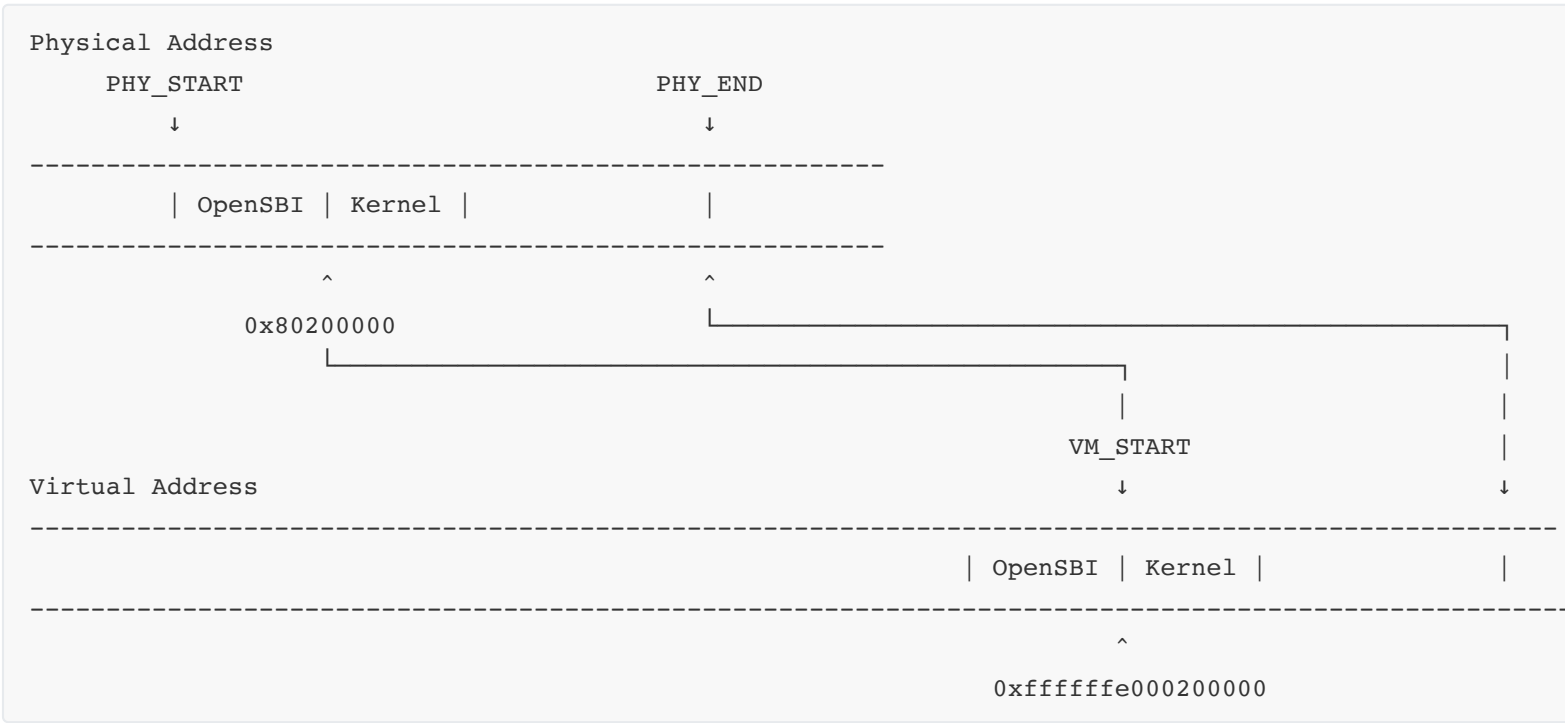 Physical Address
PHY_START PHY_END
↓ ↓
---------------------------------------------------------
| OpenSBI | Kernel | |
---------------------------------------------------------
^ ^
0x80200000 └────────────────────────────────────────────────────┐
└────────────────────────────────────────────────────┐ |
| |
VM_START |
Virtual Address ↓ ↓
----------------------------------------------------------------------------------------------------
| OpenSBI | Kernel | |
-----------------------------------------------------------------------------------------------------
^
0xffffffe000200000